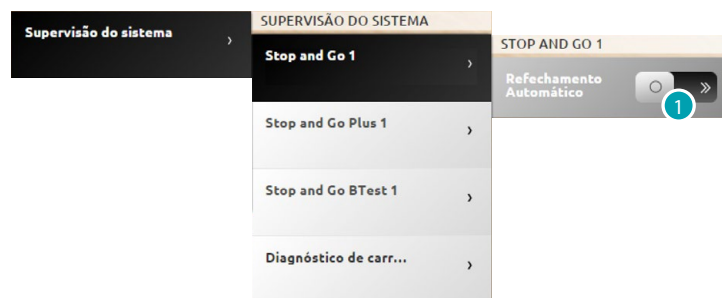 Supervisão do sistema
SUPERVISÃO DO SISTEMA
Stop and Go 1
Stop and Go Plus 1
Stop and Go BTest 1
Diagnóstico de carr...
STOP AND GO 1
Refechamento
Automático
1